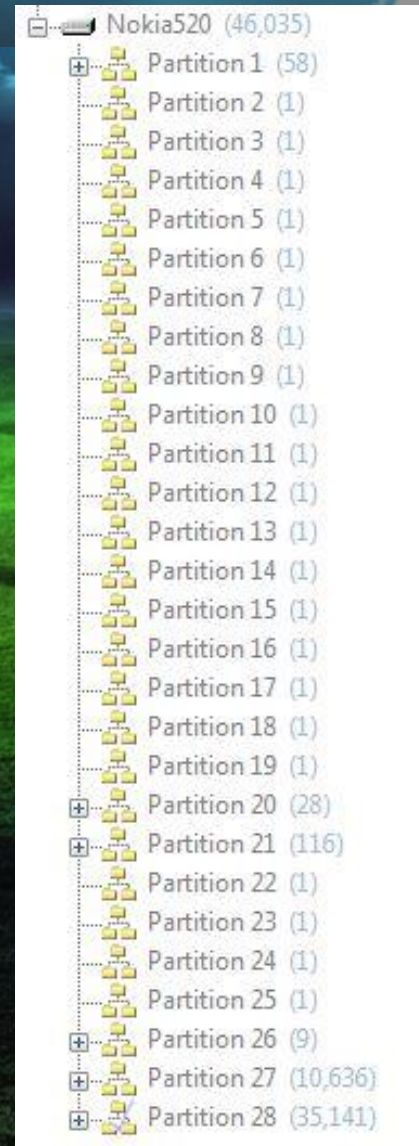 Nokia520 (46,035)
Partition 1 (58)
Partition 2 (1)
Partition 3 (1)
Partition 4 (1)
Partition 5 (1)
Partition 6 (1)
Partition 7 (1)
Partition 8 (1)
Partition 9 (1)
Partition 10 (1)
Partition 11 (1)
Partition 12 (1)
Partition 13 (1)
Partition 14 (1)
Partition 15 (1)
Partition 16 (1)
Partition 17 (1)
Partition 18 (1)
Partition 19 (1)
Partition 20 (28)
Partition 21 (116)
Partition 22 (1)
Partition 23 (1)
Partition 24 (1)
Partition 25 (1)
Partition 26 (9)
Partition 27 (10,636)
Partition 28 (35,141)